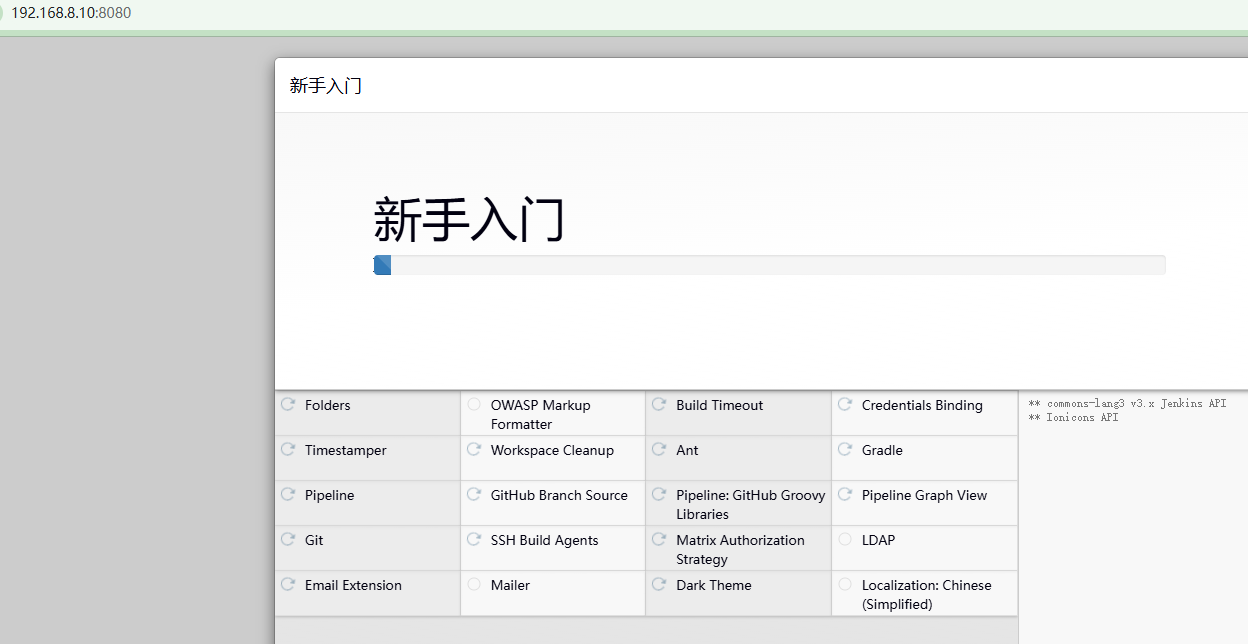 192.168.8.10:8080
新手入门
新手入门
Folders
OWASP Markup
Formatter
Build Timeout
Credentials Binding
** commons-lang3 v3.x Jenkins API
** Ionicons API
Timestamper
Workspace Cleanup
Ant
Gradle
Pipeline
GitHub Branch Source
Pipeline: GitHub Groovy
Libraries
Pipeline Graph View
Git
SSH Build Agents
Matrix Authorization
Strategy
LDAP
Email Extension
Mailer
Dark Theme
Localization: Chinese
(Simplified)